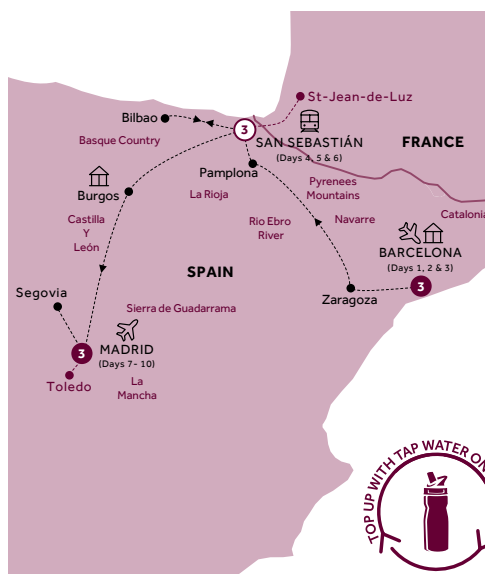 St-Jean-de-Luz
Bilbao
3
Basque Country
SAN SEBASTIÁN
(Days 4, 5 & 6)
FRANCE
Pamplona
Pyrenees
Mountains
Burgos
La Rioja
Catalonia
Castilla
Y
León
Rio Ebro
River
Navarre
BARCELONA
(Days 1, 2 & 3)
SPAIN
3
Zaragoza
Segovia
Sierra de Guadarrama
3
MADRID
(Days 7- 10)
Toledo
La
Mancha
TOP UP WITH TAP WATER ON